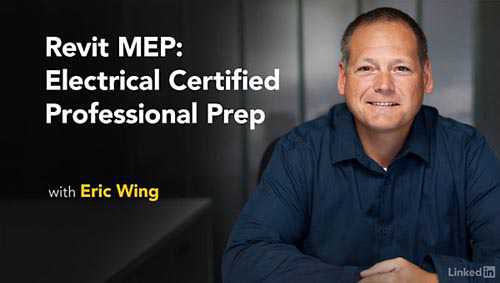 Revit MEP:
Electrical Certified
Professional Prep
with Eric Wing
Linked in